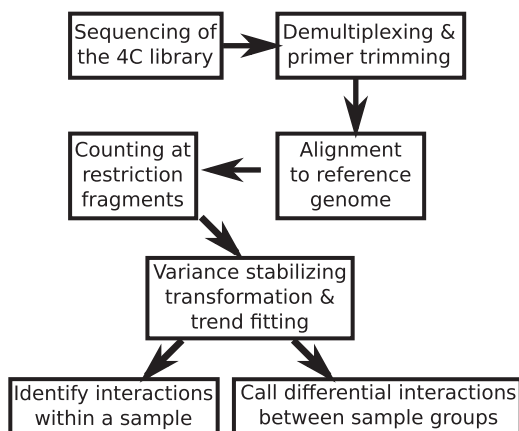 Sequencing of
the 4C library
Demultiplexing &
primer trimming
Alignment
to reference
genome
Counting at
restriction
fragments
Variance stabilizing
transformation &
trend fitting
Identify interactions
within a sample
Call differential interactions
between sample groups